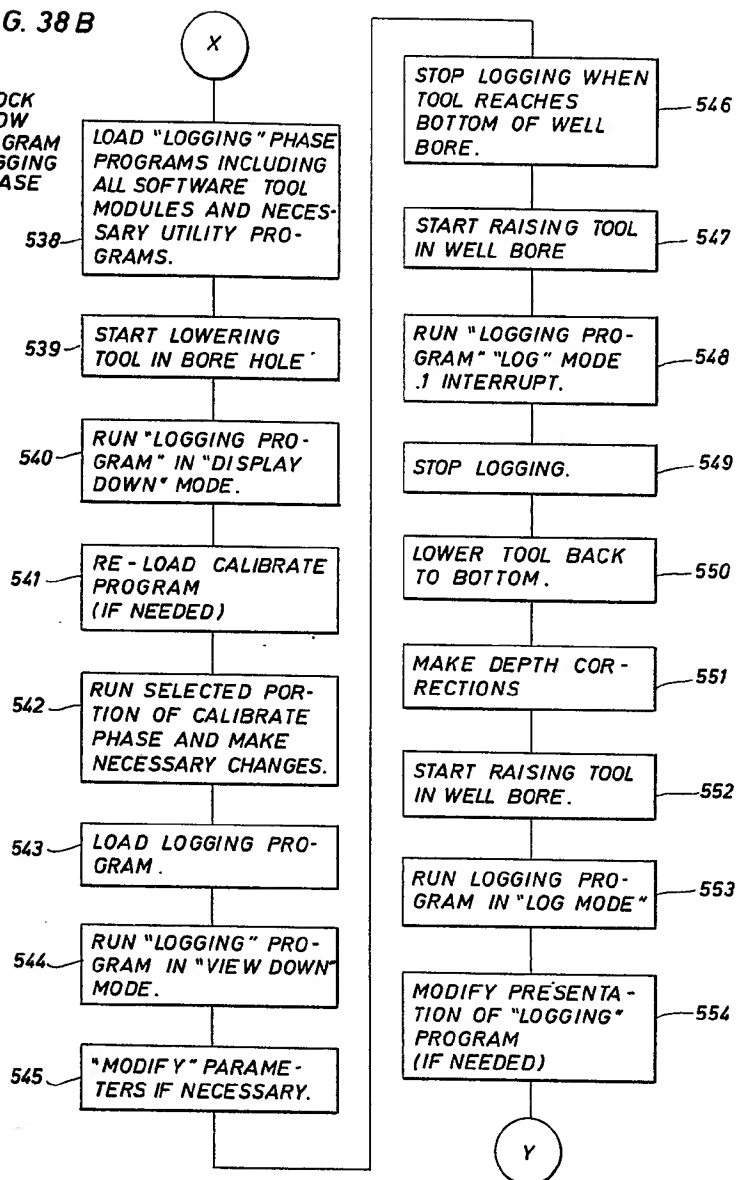 G. 38 B
OCK
OW
GRAM
GGING
ASE
X
LOAD "LOGGING" PHASE
PROGRAMS INCLUDING
ALL SOFTWARE TOOL
MODULES AND NECES-
SARY UTILITY PRO-
GRAMS.
538
START LOWERING
TOOL IN BORE HOLE
539
RUN "LOGGING PRO-
GRAM" IN "DISPLAY
DOWN" MODE.
540
RE-LOAD CALIBRATE
PROGRAM
(IF NEEDED)
541
RUN SELECTED POR-
TION OF CALIBRATE
PHASE AND MAKE
NECESSARY CHANGES.
542
LOAD LOGGING PRO-
GRAM.
543
RUN "LOGGING" PRO-
GRAM IN "VIEW DOWN"
MODE.
544
"MODIFY" PARAME-
TERS IF NECESSARY.
545
STOP LOGGING WHEN
TOOL REACHES
BOTTOM OF WELL
BORE.
546
START RAISING TOOL
IN WELL BORE
547
RUN "LOGGING PRO-
GRAM" "LOG" MODE
.1 INTERRUPT.
548
STOP LOGGING.
549
LOWER TOOL BACK
TO BOTTOM.
550
MAKE DEPTH COR-
RECTIONS
551
START RAISING TOOL
IN WELL BORE.
552
RUN LOGGING PRO-
GRAM IN "LOG MODE"
553
MODIFY PRESENTA-
TION OF "LOGGING"
PROGRAM
(IF NEEDED)
554
Y